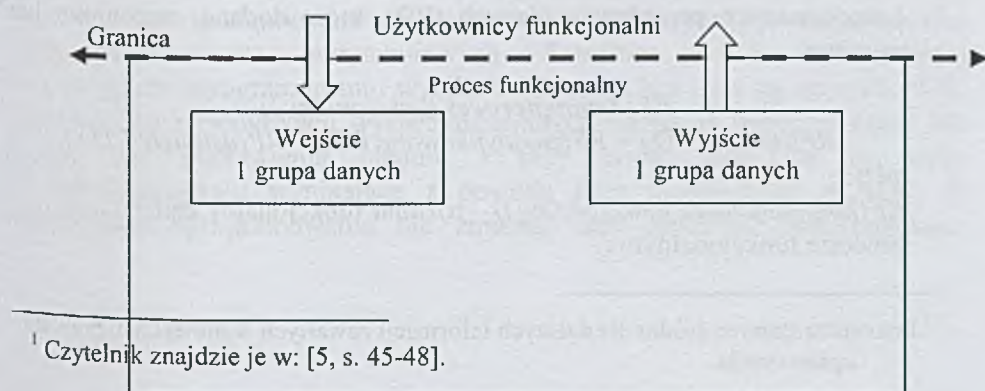 Użytkownicy funkcjonalni
Granica
Proces funkcjonalny
Wejście
1 grupa danych
Wyjście
1 grupa danych
1 Czytelnik znajdzie je w: [5, s. 45-48].